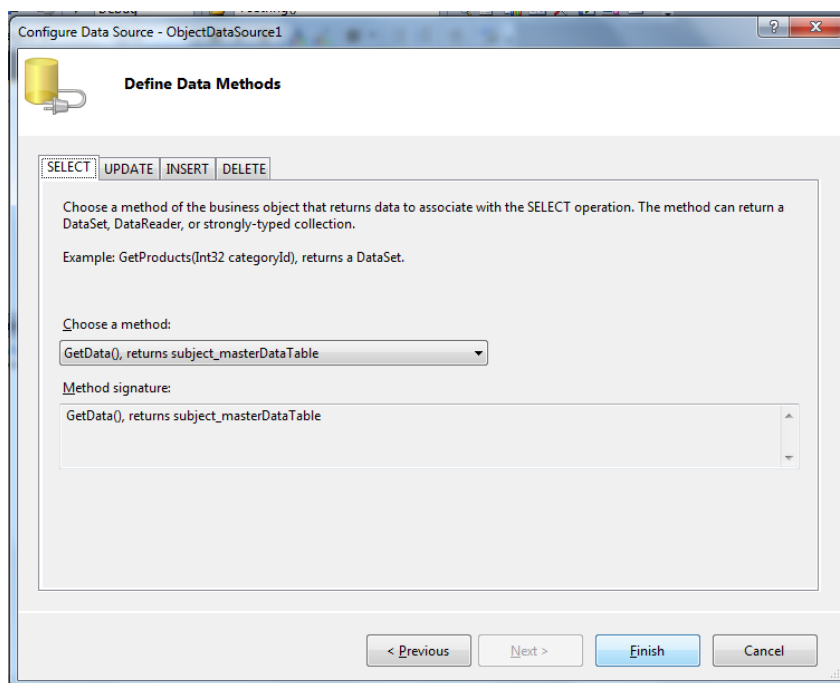 Configure Data Source - ObjectDataSource1
Define Data Methods
SELECT UPDATE INSERT DELETE
Choose a method of the business object that returns data to associate with the SELECT operation. The method can return a
DataSet, DataReader, or strongly-typed collection.
Example: GetProducts(Int32 categoryId), returns a DataSet.
Choose a method:
GetData(), returns subject_masterDataTable
Method signature:
GetData(), returns subject_masterDataTable
< Previous Next > Finish Cancel